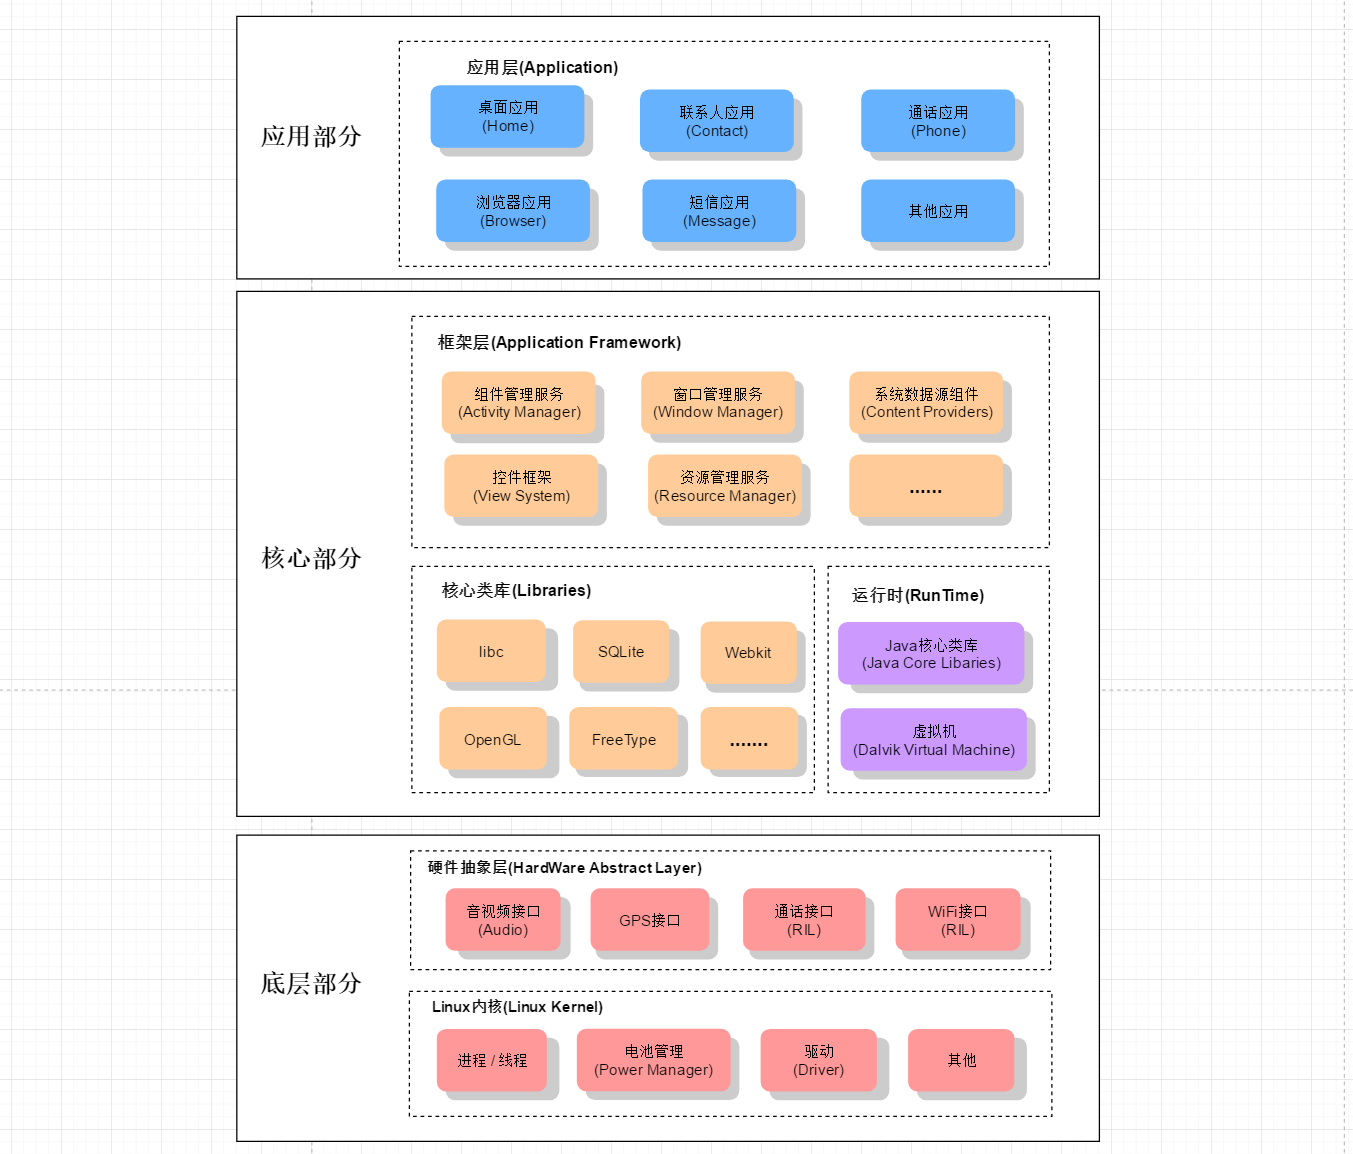 应用部分
应用层(Application)
桌面应用
(Home)
联系人应用
(Contact)
通话应用
(Phone)
浏览器应用
(Browser)
短信应用
(Message)
其他应用
核心部分
框架层(Application Framework)
组件管理服务
(Activity Manager)
窗口管理服务
(Window Manager)
系统数据源组件
(Content Providers)
控件框架
(View System)
资源管理服务
(Resource Manager)
......
核心类库(Libraries)
libc
SQLite
Webkit
OpenGL
FreeType
.......
运行时(RunTime)
Java核心类库
(Java Core Libaries)
虚拟机
(Dalvik Virtual Machine)
底层部分
硬件抽象层(HardWare Abstract Layer)
音视频接口
(Audio)
GPS接口
通话接口
(RIL)
WiFi接口
(RIL)
Linux内核(Linux Kernel)
进程 / 线程
电池管理
(Power Manager)
驱动
(Driver)
其他